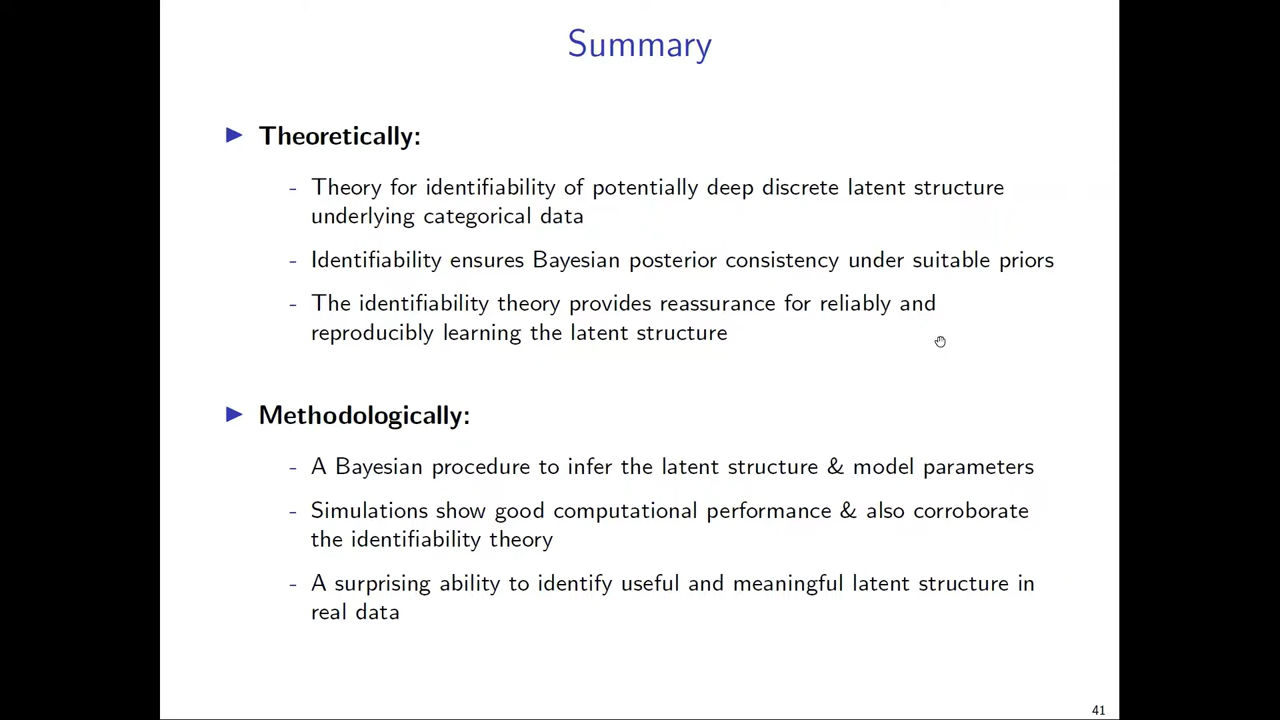 Summary
Theoretically:
- Theory for identifiability of potentially deep discrete latent structure
underlying categorical data
- Identifiability ensures Bayesian posterior consistency under suitable priors
- The identifiability theory provides reassurance for reliably and
reproducibly learning the latent structure
Methodologically:
- A Bayesian procedure to infer the latent structure & model parameters
- Simulations show good computational performance & also corroborate
the identifiability theory
- A surprising ability to identify useful and meaningful latent structure in
real data
41